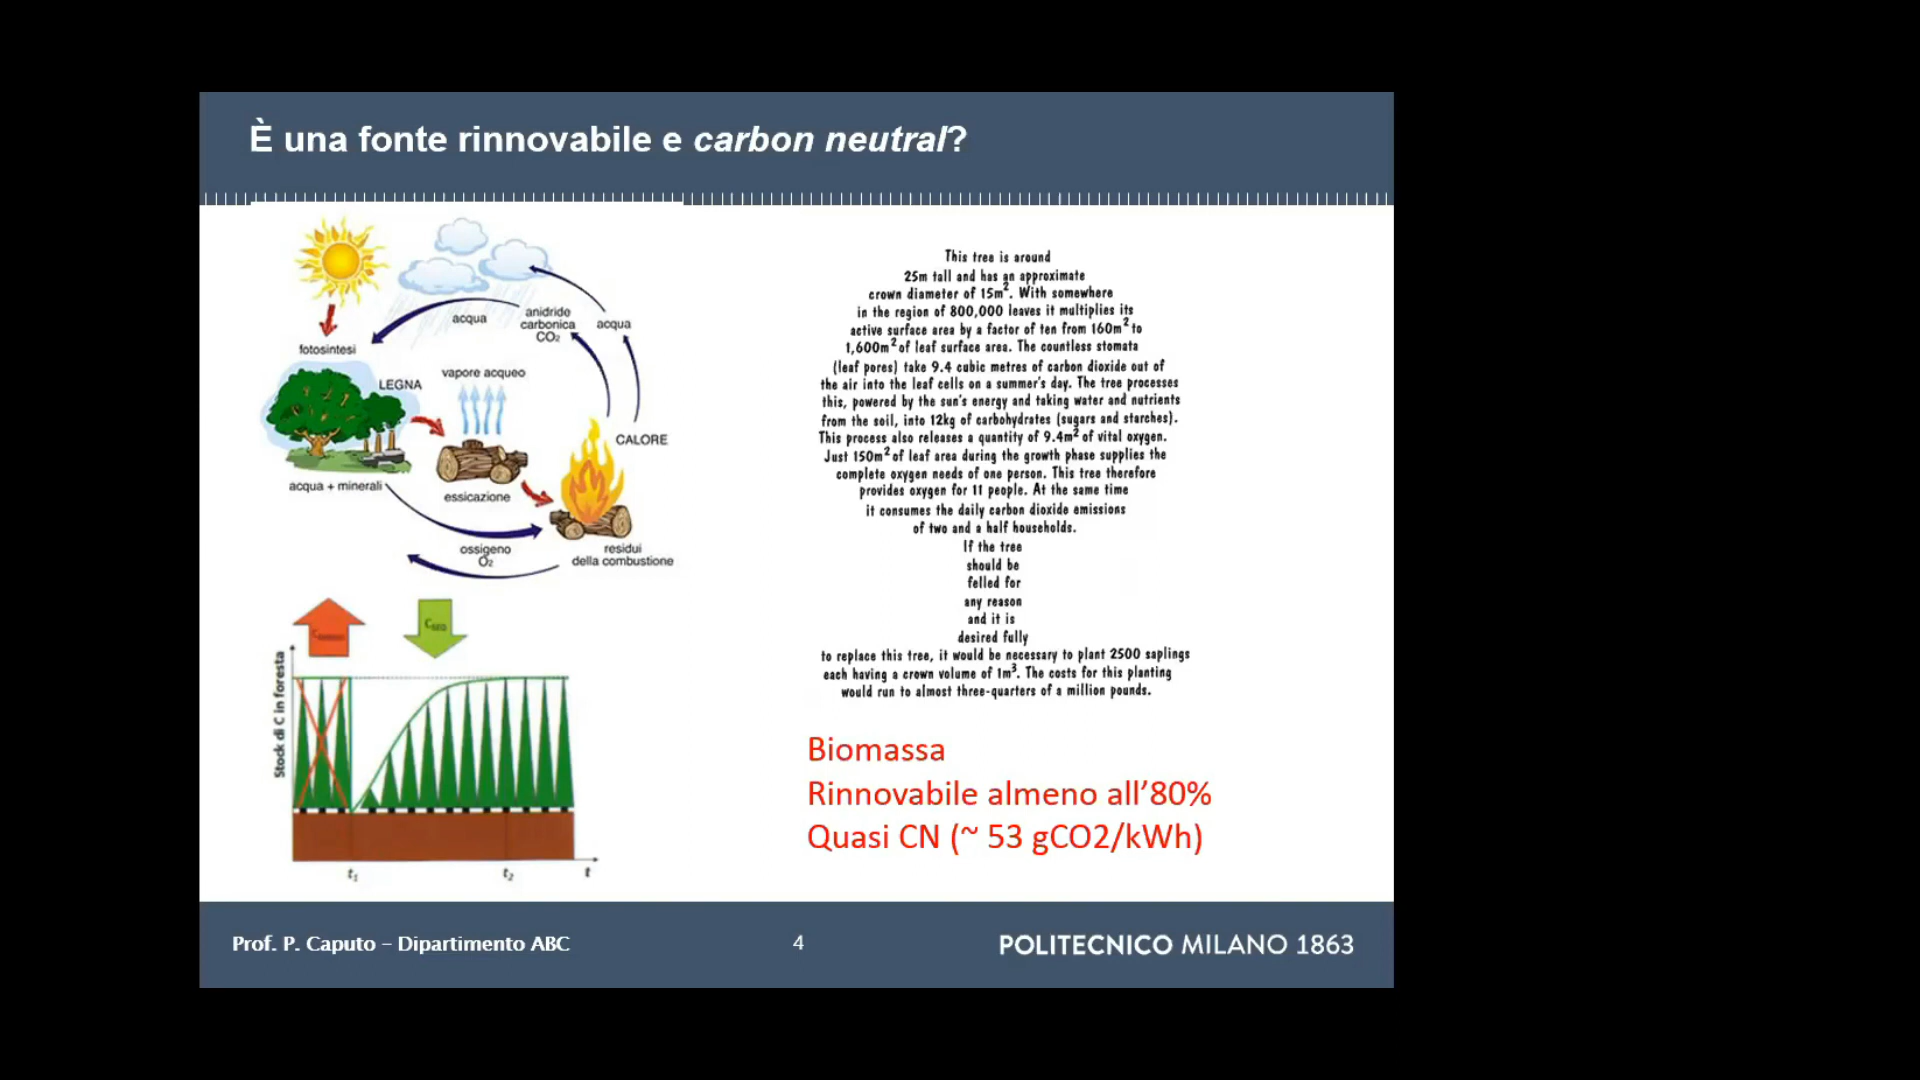 È una fonte rinnovabile e carbon neutral?
fotosintesi
acqua
anidride
carbonica
CO₂
acqua
LEGNA
vapore acqueo
CALORE
acqua + minerali
essicazione
ossigeno
O₂
residui
della combustione
Stock di C in foresta
t₁
t₂
t
This tree is around
25m tall and has an approximate
crown diameter of 15m². With somewhere
in the region of 800,000 leaves it multiplies its
active surface area by a factor of ten from 160m² to
1,600m² of leaf surface area. The countless stomata
(leaf pores) take 9.4 cubic metres of carbon dioxide out of
the air into the leaf cells on a summer's day. The tree processes
this, powered by the sun's energy and taking water and nutrients
from the soil, into 12kg of carbohydrates (sugars and starches).
This process also releases a quantity of 9.4m² of vital oxygen.
Just 150m² of leaf area during the growth phase supplies the
complete oxygen needs of one person. This tree therefore
provides oxygen for 11 people. At the same time
it consumes the daily carbon dioxide emissions
of two and a half households.
If the tree
should be
felled for
any reason
and it is
desired fully
to replace this tree, it would be necessary to plant 2500 saplings
each having a crown volume of 1m³. The costs for this planting
would run to almost three-quarters of a million pounds.
Biomassa
Rinnovabile almeno all'80%
Quasi CN (~ 53 gCO2/kWh)
Prof. P. Caputo – Dipartimento ABC
4
POLITECNICO MILANO 1863